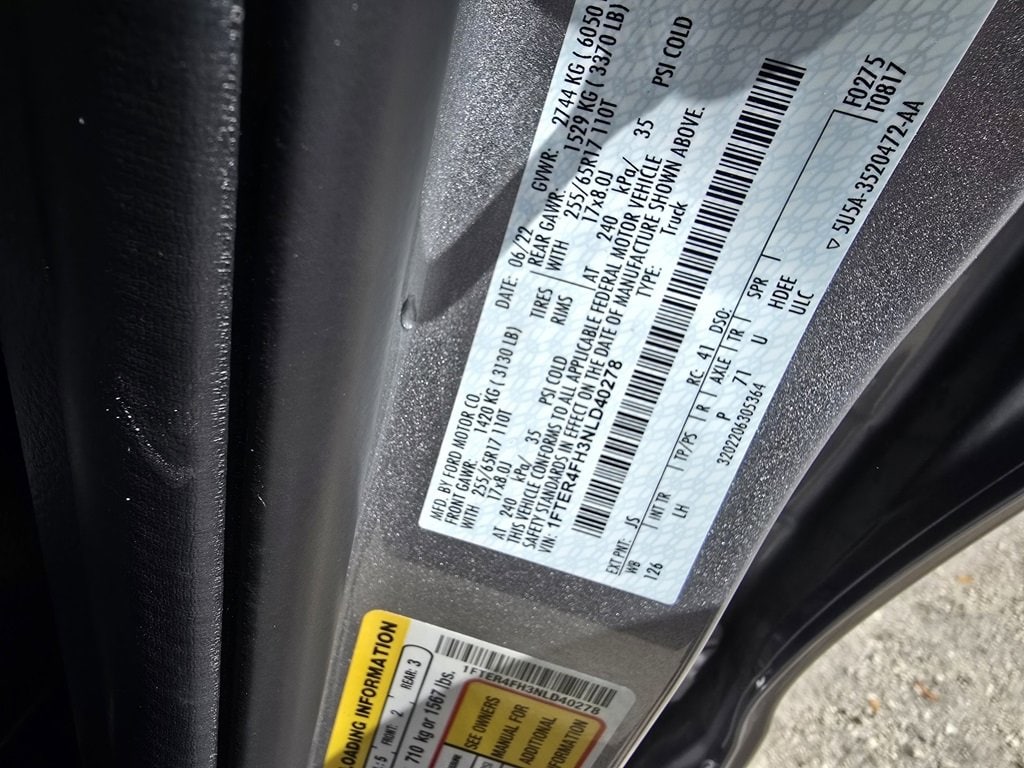 MFD. BY FORD MOTOR CO.
DATE: 06/22 GVWR: 2744 KG ( 6050
FRONT GAWR: 1420 KG ( 3130 LB)
REAR GAWR: 1529 KG ( 3370 LB)
WITH 255/65R17 110T TIRES WITH 255/65R17 110T
17x8.0J RIMS 17x8.0J
AT 240 kPa/ 35 PSI COLD AT 240 kPa/ 35 PSI COLD
THIS VEHICLE CONFORMS TO ALL APPLICABLE FEDERAL MOTOR VEHICLE
SAFETY STANDARDS IN EFFECT ON THE DATE OF MANUFACTURE SHOWN ABOVE.
VIN: 1FTER4FH3NLD40278 TYPE: Truck
EXT PNT: JS RC: 41 DSO: F0275
WB INT TR TP/PS R AXLE TR SPR T0817
126 LH P 71 U HDEE
ULC
3202206305364
▽ 5U5A-3520472-AA
LOADING INFORMATION
: 5 FRONT: 2 REAR: 3
710 kg or 1567 lbs.
1FTER4FH3NLD40278
SEE OWNERS
MANUAL FOR
ADDITIONAL
INFORMATION